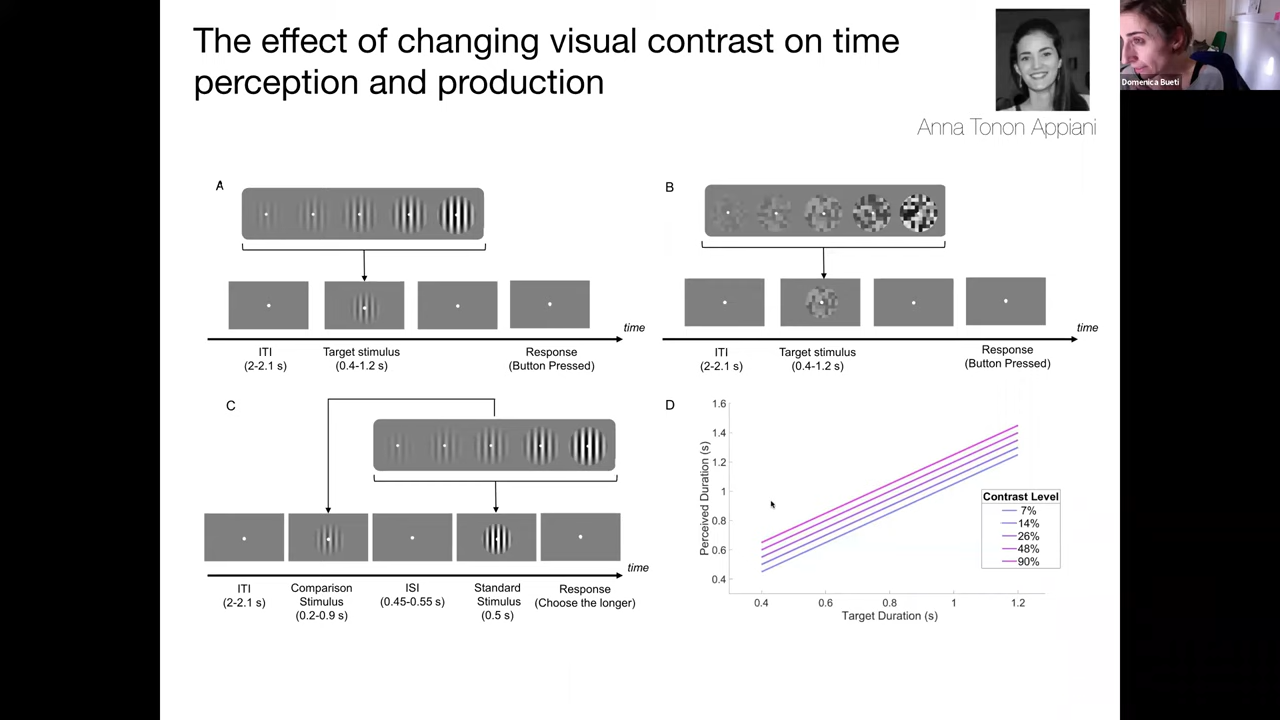 The effect of changing visual contrast on time
perception and production
Domenica Bueti
Anna Tonon Appiani
A
time
ITI
(2-2.1 s)
Target stimulus
(0.4-1.2 s)
Response
(Button Pressed)
B
time
ITI
(2-2.1 s)
Target stimulus
(0.4-1.2 s)
Response
(Button Pressed)
C
time
ITI
(2-2.1 s)
Comparison
Stimulus
(0.2-0.9 s)
ISI
(0.45-0.55 s)
Standard
Stimulus
(0.5 s)
Response
(Choose the longer)
D
Perceived Duration (s)
1.6
1.4
1.2
1
0.8
0.6
0.4
0.4 0.6 0.8 1 1.2
Target Duration (s)
Contrast Level
7%
14%
26%
48%
90%